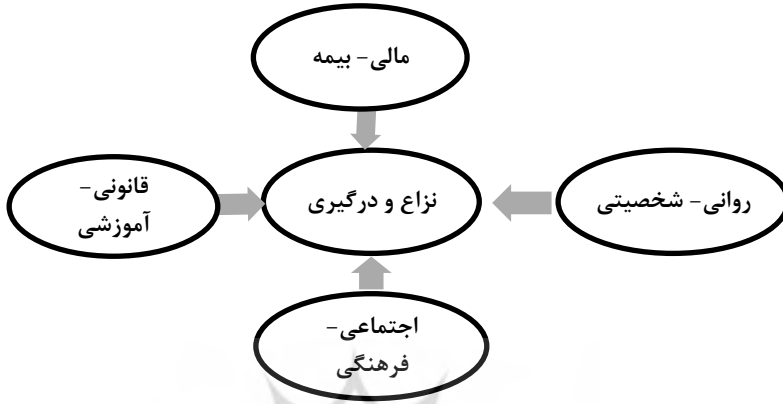 مالی- بیمه
قانونی-
آموزشی
نزاع و درگیری
روانی- شخصیتی
اجتماعی-
فرهنگی